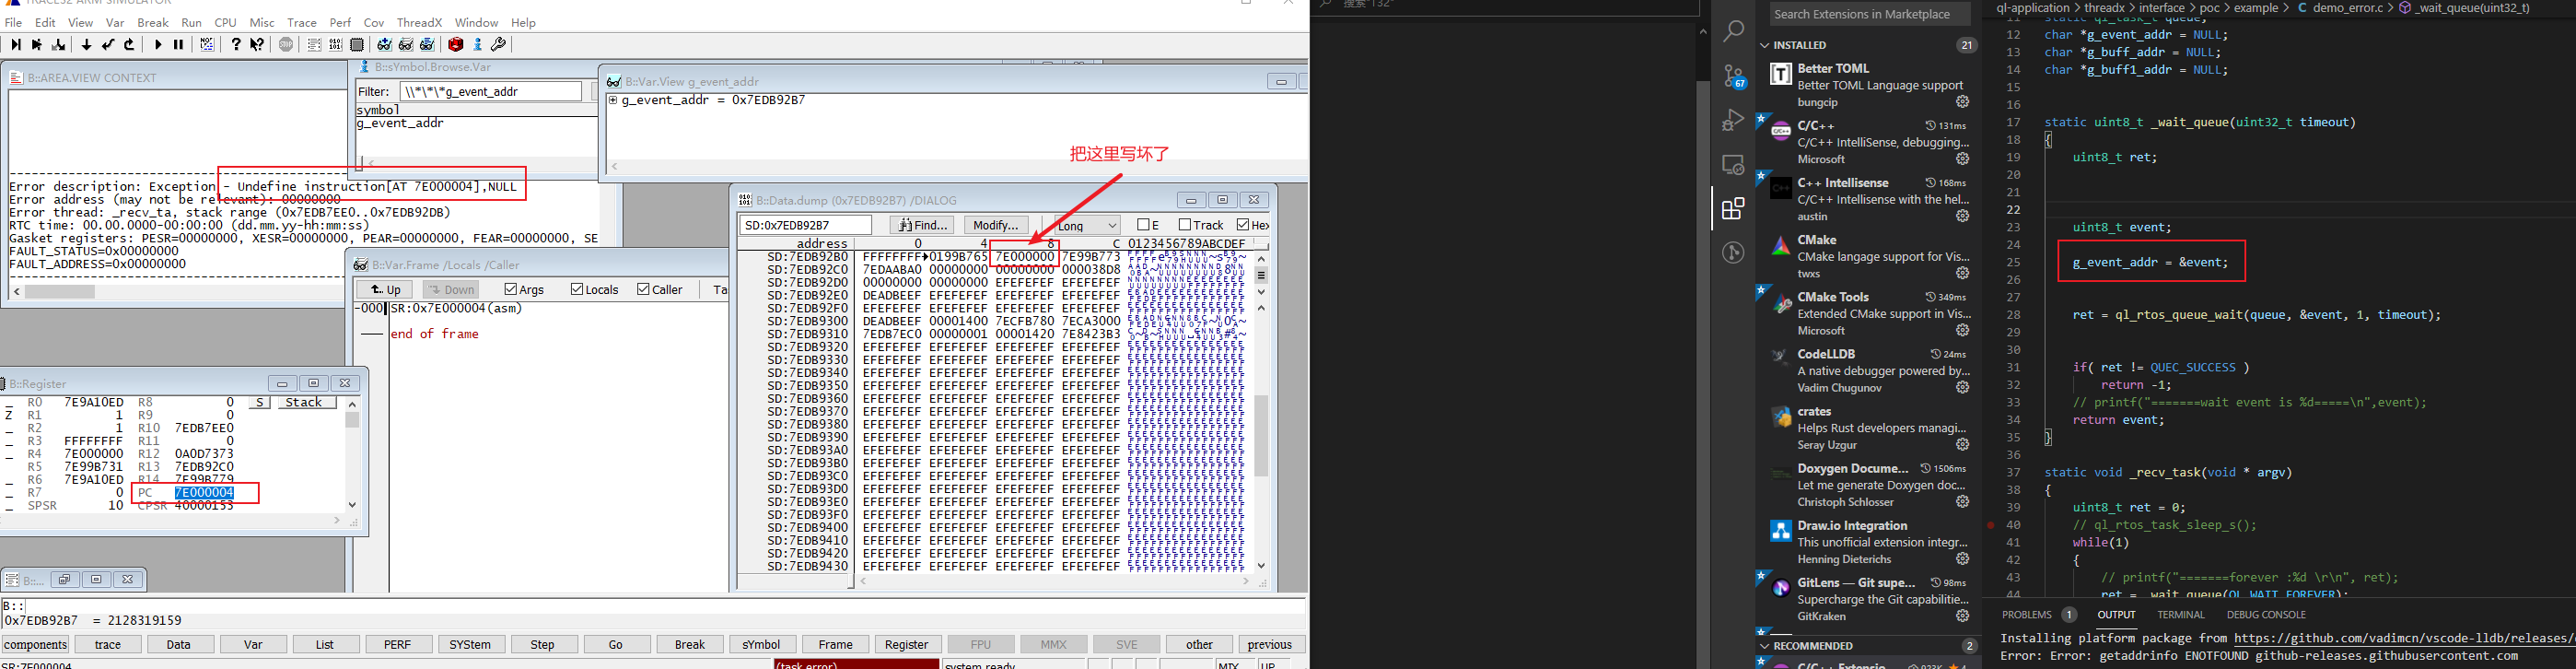 TRACE32 ARM SIMULATOR
File Edit View Var Break Run CPU Misc Trace Perf Cov ThreadX Window Help
B::AREA.VIEW CONTEXT
Error description: Exception - Undefine instruction[AT 7E000004],NULL
Error address (may not be relevant): 00000000
Error thread: _recv_ta, stack range (0x7EDB7EE0..0x7EDB92DB)
RTC time: 00.00.0000-00:00:00 (dd.mm.yy-hh:mm:ss)
Gasket registers: PESR=00000000, XESR=00000000, PEAR=00000000, FEAR=00000000, SE
FAULT_STATUS=0x00000000
FAULT_ADDRESS=0x00000000
B::sYmbol.Browse.Var
Filter: \\*\*\*g_event_addr
symbol
g_event_addr
B::Var.View g_event_addr
g_event_addr = 0x7EDB92B7
把这里写坏了
B::Data.dump (0x7EDB92B7) /DIALOG
SD:0x7EDB92B7 Find... Modify... Long E Track Hex
address 0 4 8 C 0123456789ABCDEF
SD:7EDB92B0 FFFFFFFF 0199B765 7E000000 7E99B773
SD:7EDB92C0 7EDAABA0 00000000 00000000 000038D8
SD:7EDB92D0 00000000 00000000 EFEFEFEF EFEFEFEF
SD:7EDB92E0 DEADBEEF EFEFEFEF EFEFEFEF EFEFEFEF
SD:7EDB92F0 EFEFEFEF EFEFEFEF EFEFEFEF EFEFEFEF
SD:7EDB9300 DEADBEEF 00001400 7ECFB780 7ECA3000
SD:7EDB9310 7EDB7EC0 00000001 00001420 7E8423B3
SD:7EDB9320 EFEFEFEF EFEFEFEF EFEFEFEF EFEFEFEF
SD:7EDB9330 EFEFEFEF EFEFEFEF EFEFEFEF EFEFEFEF
SD:7EDB9340 EFEFEFEF EFEFEFEF EFEFEFEF EFEFEFEF
SD:7EDB9350 EFEFEFEF EFEFEFEF EFEFEFEF EFEFEFEF
SD:7EDB9360 EFEFEFEF EFEFEFEF EFEFEFEF EFEFEFEF
SD:7EDB9370 EFEFEFEF EFEFEFEF EFEFEFEF EFEFEFEF
SD:7EDB9380 EFEFEFEF EFEFEFEF EFEFEFEF EFEFEFEF
SD:7EDB9390 EFEFEFEF EFEFEFEF EFEFEFEF EFEFEFEF
SD:7EDB93A0 EFEFEFEF EFEFEFEF EFEFEFEF EFEFEFEF
SD:7EDB93B0 EFEFEFEF EFEFEFEF EFEFEFEF EFEFEFEF
SD:7EDB93C0 EFEFEFEF EFEFEFEF EFEFEFEF EFEFEFEF
SD:7EDB93D0 EFEFEFEF EFEFEFEF EFEFEFEF EFEFEFEF
SD:7EDB93E0 EFEFEFEF EFEFEFEF EFEFEFEF EFEFEFEF
SD:7EDB93F0 EFEFEFEF EFEFEFEF EFEFEFEF EFEFEFEF
SD:7EDB9400 EFEFEFEF EFEFEFEF EFEFEFEF EFEFEFEF
SD:7EDB9410 EFEFEFEF EFEFEFEF EFEFEFEF EFEFEFEF
SD:7EDB9420 EFEFEFEF EFEFEFEF EFEFEFEF EFEFEFEF
SD:7EDB9430 EFEFEFEF EFEFEFEF EFEFEFEF EFEFEFEF
B::Var.Frame /Locals /Caller
Up Down Args Locals Caller Ta
-000 SR:0x7E000004(asm)
end of frame
B::Register
_ R0 7E9A10ED R8 0 S Stack
Z R1 1 R9 0
_ R2 1 R10 7EDB7EE0
_ R3 FFFFFFFF R11 0
_ R4 7E000000 R12 0A0D7373
_ R5 7E99B731 R13 7EDB92C0
_ R6 7E9A10ED R14 7E99B779
_ R7 0 PC 7E000004
_ SPSR 10 CPSR 40000153
B::...
B::
0x7EDB92B7 = 2128319159
components trace Data Var List PERF SYStem Step Go Break sYmbol Frame Register FPU MMX SVE other previous
SR:7E000004 (task error) system ready MIX UP
搜索"T32"
Search Extensions in Marketplace
INSTALLED 21
67
Better TOML
Better TOML Language support
bungcip
C/C++ 131ms
C/C++ IntelliSense, debugging...
Microsoft
C++ Intellisense 168ms
C/C++ Intellisense with the hel...
austin
CMake
CMake langage support for Vis...
twxs
CMake Tools 349ms
Extended CMake support in Vis...
Microsoft
CodeLLDB 24ms
A native debugger powered by...
Vadim Chugunov
crates
Helps Rust developers managi...
Seray Uzgur
Doxygen Docume... 1506ms
Let me generate Doxygen doc...
Christoph Schlosser
Draw.io Integration
This unofficial extension integr...
Henning Dieterichs
GitLens — Git supe... 98ms
Supercharge the Git capabilitie...
GitKraken
RECOMMENDED 2
C/C++ Extensio
ql-application > threadx > interface > poc > example > C demo_error.c > _wait_queue(uint32_t)
11 static ql_task_t queue;
12 char *g_event_addr = NULL;
13 char *g_buff_addr = NULL;
14 char *g_buff1_addr = NULL;
15
16
17 static uint8_t _wait_queue(uint32_t timeout)
18 {
19 uint8_t ret;
20
21
22
23 uint8_t event;
24
25 g_event_addr = &event;
26
27
28 ret = ql_rtos_queue_wait(queue, &event, 1, timeout);
29
30
31 if( ret != QUEC_SUCCESS )
32 return -1;
33 // printf("=======wait event is %d=====\n",event);
34 return event;
35 }
36
37 static void _recv_task(void * argv)
38 {
39 uint8_t ret = 0;
40 // ql_rtos_task_sleep_s();
41 while(1)
42 {
43 // printf("=======forever :%d \r\n", ret);
44 ret = _wait_queue(QL_WAIT_FOREVER);
PROBLEMS 1 OUTPUT TERMINAL DEBUG CONSOLE
Installing platform package from https://github.com/vadimcn/vscode-lldb/releases/
Error: Error: getaddrinfo ENOTFOUND github-releases.githubusercontent.com